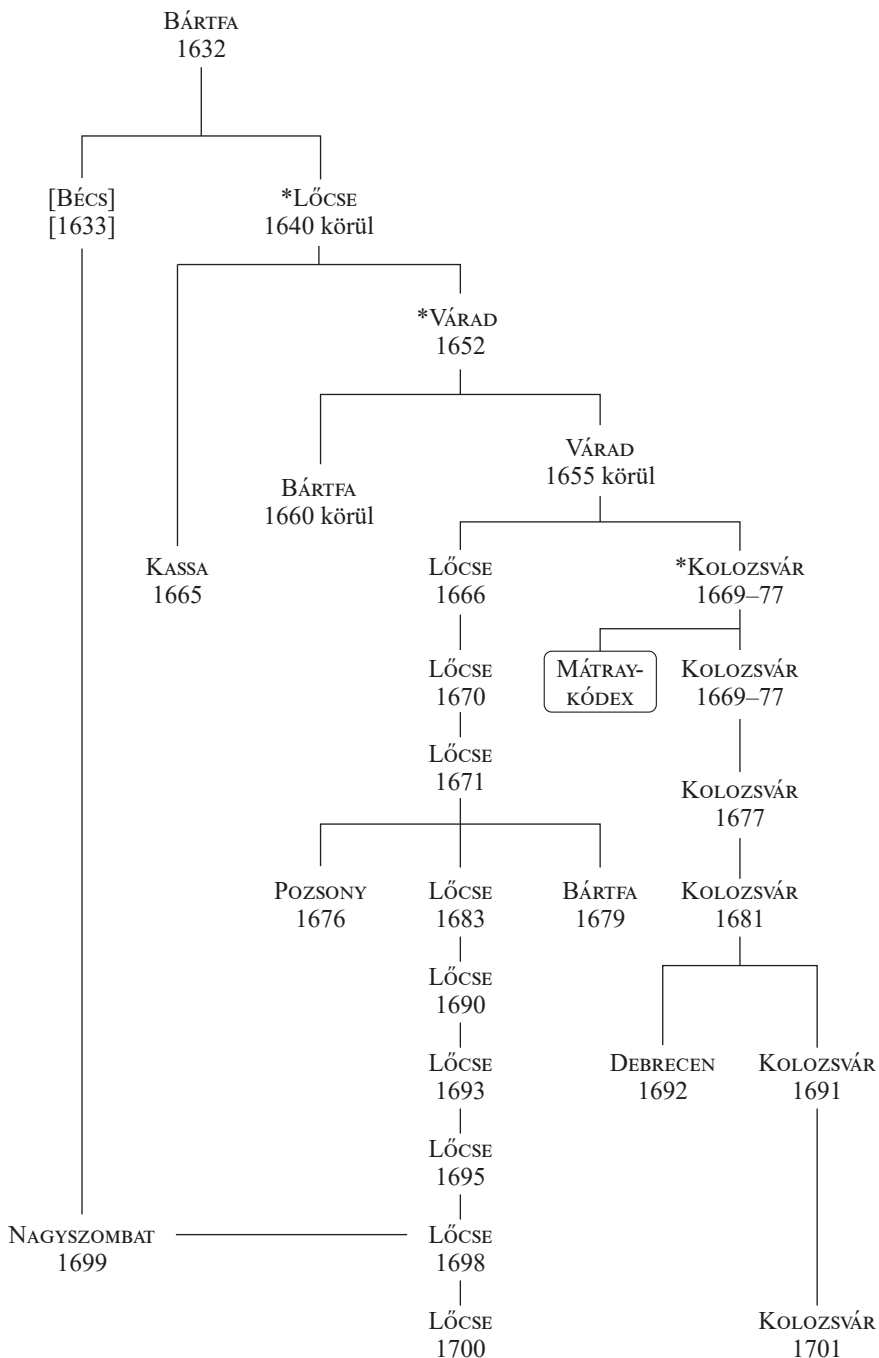 Bártfa
1632
[Bécs]
[1633]
*Lőcse
1640 körül
*Várad
1652
Várad
1655 körül
Bártfa
1660 körül
Kassa
1665
Lőcse
1666
*Kolozsvár
1669–77
Lőcse
1670
Mátray-
kódex
Kolozsvár
1669–77
Lőcse
1671
Kolozsvár
1677
Pozsony
1676
Lőcse
1683
Bártfa
1679
Kolozsvár
1681
Lőcse
1690
Lőcse
1693
Debrecen
1692
Kolozsvár
1691
Lőcse
1695
Nagyszombat
1699
Lőcse
1698
Lőcse
1700
Kolozsvár
1701